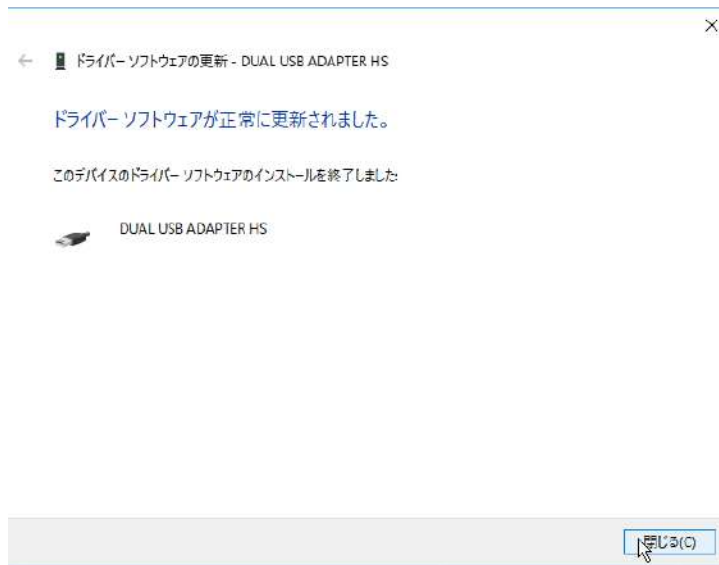 ドライバー ソフトウェアの更新 - DUAL USB ADAPTER HS
ドライバー ソフトウェアが正常に更新されました。
このデバイスのドライバー ソフトウェアのインストールを終了しました:
DUAL USB ADAPTER HS
閉じる(C)